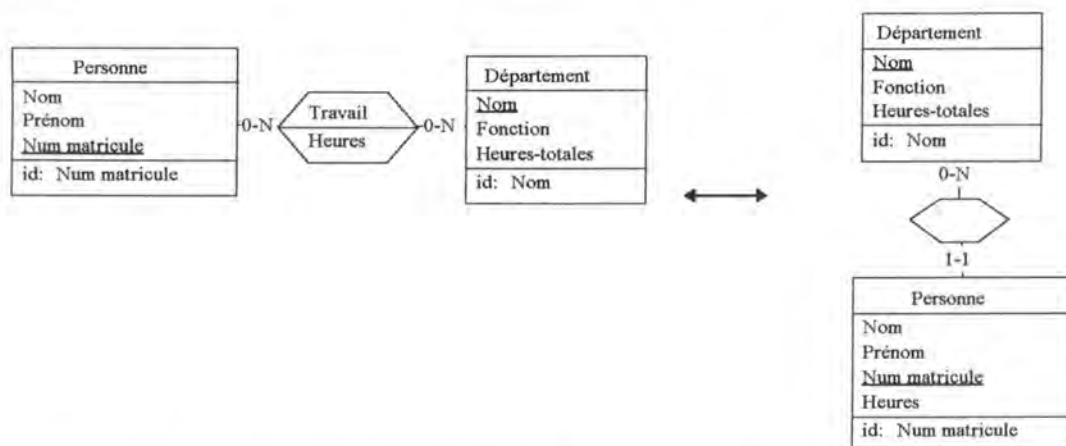 Personne
Nom
Prénom
Num matricule
id: Num matricule
0-N
Travail
Heures
0-N
Département
Nom
Fonction
Heures-totales
id: Nom
Département
Nom
Fonction
Heures-totales
id: Nom
0-N
1-1
Personne
Nom
Prénom
Num matricule
Heures
id: Num matricule